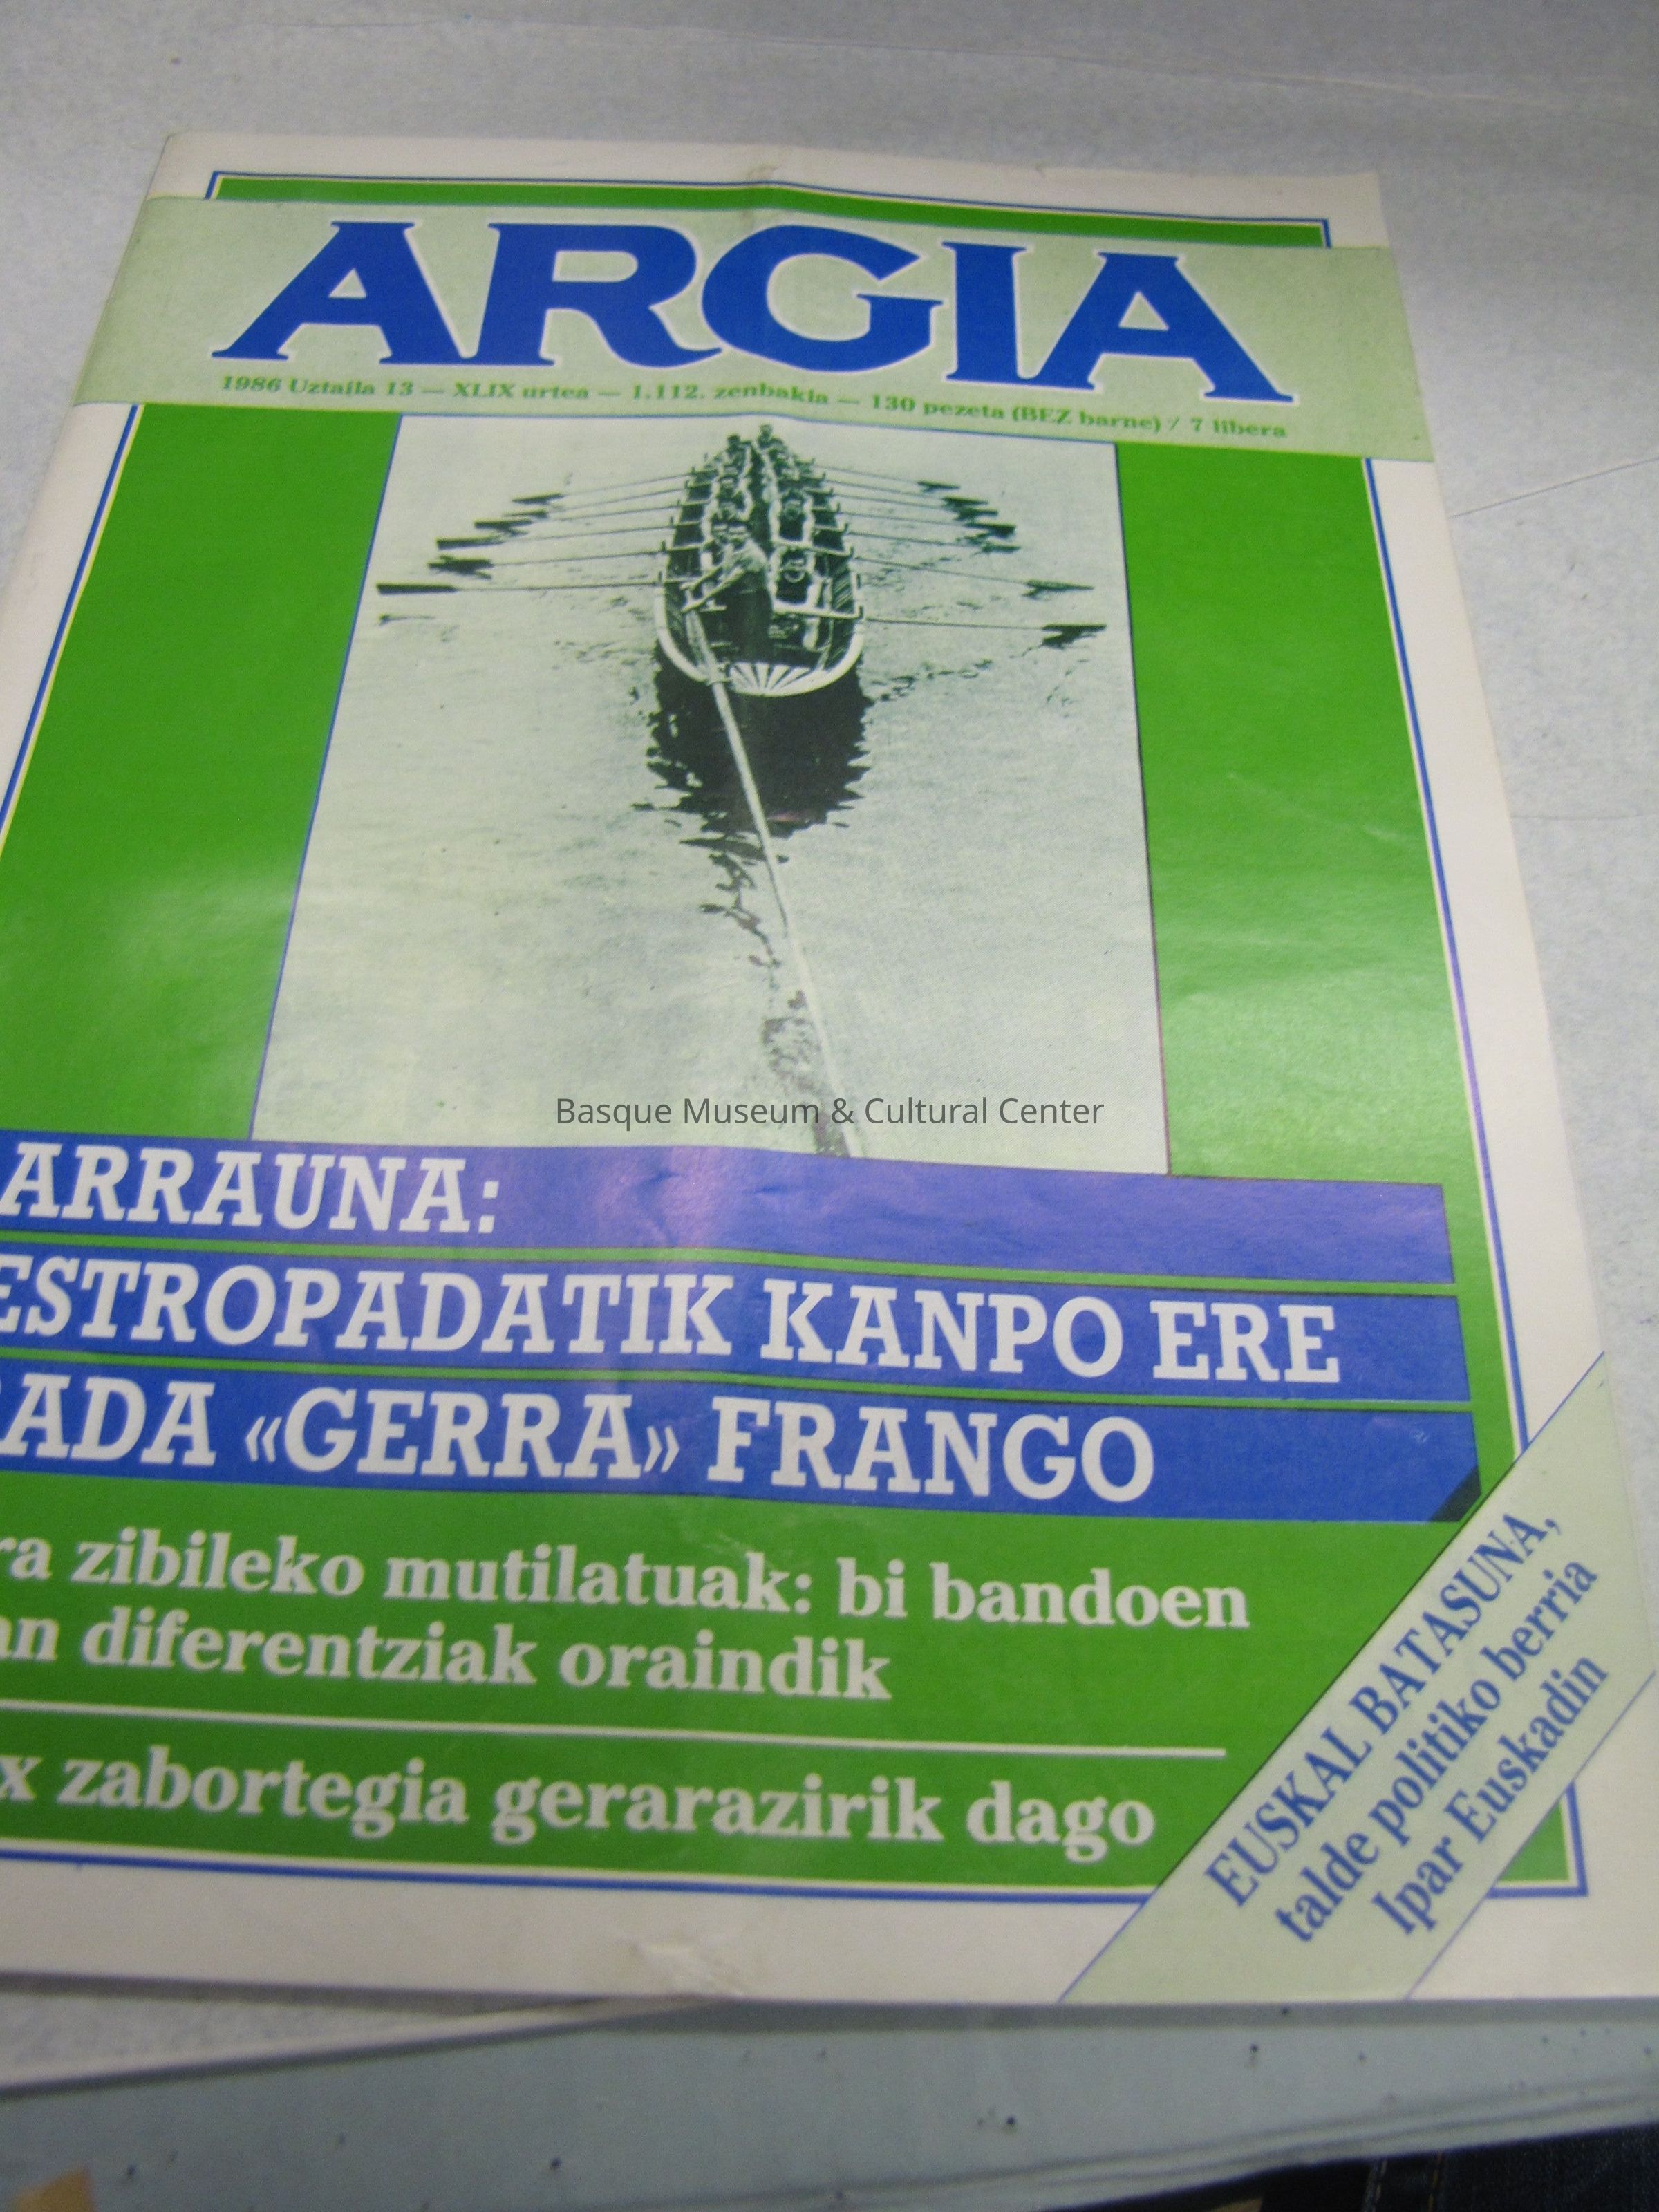 ARGIA
1986 Uztaila 13 — XLIX urtea — 1.112. zenbakia — 130 pezeta (BEZ barne) / 7 libera
Basque Museum & Cultural Center
ARRAUNA:
ESTROPADATIK KANPO ERE
ADA «GERRA» FRANGO
ra zibileko mutilatuak: bi bandoen
an diferentziak oraindik
x zabortegia gerarazirik dago
EUSKAL BATASUNA,
talde politiko berria
Ipar Euskadin